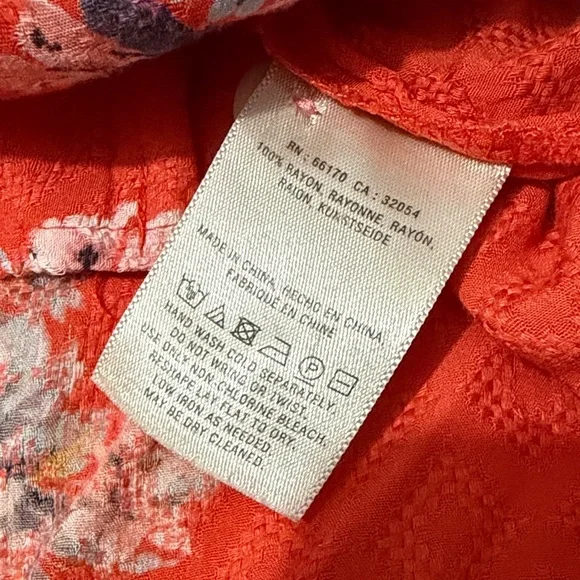 RN : 66170 CA : 32054
100% RAYON, RAYONNE, RAYÓN,
RAION, KUNSTSEIDE
MADE IN CHINA, HECHO EN CHINA,
FABRIQUÉ EN CHINE
P
HAND WASH COLD SEPARATELY.
DO NOT WRING OR TWIST.
USE ONLY NON-CHLORINE BLEACH.
RESHAPE, LAY FLAT TO DRY.
LOW IRON AS NEEDED.
MAY BE DRY CLEANED.